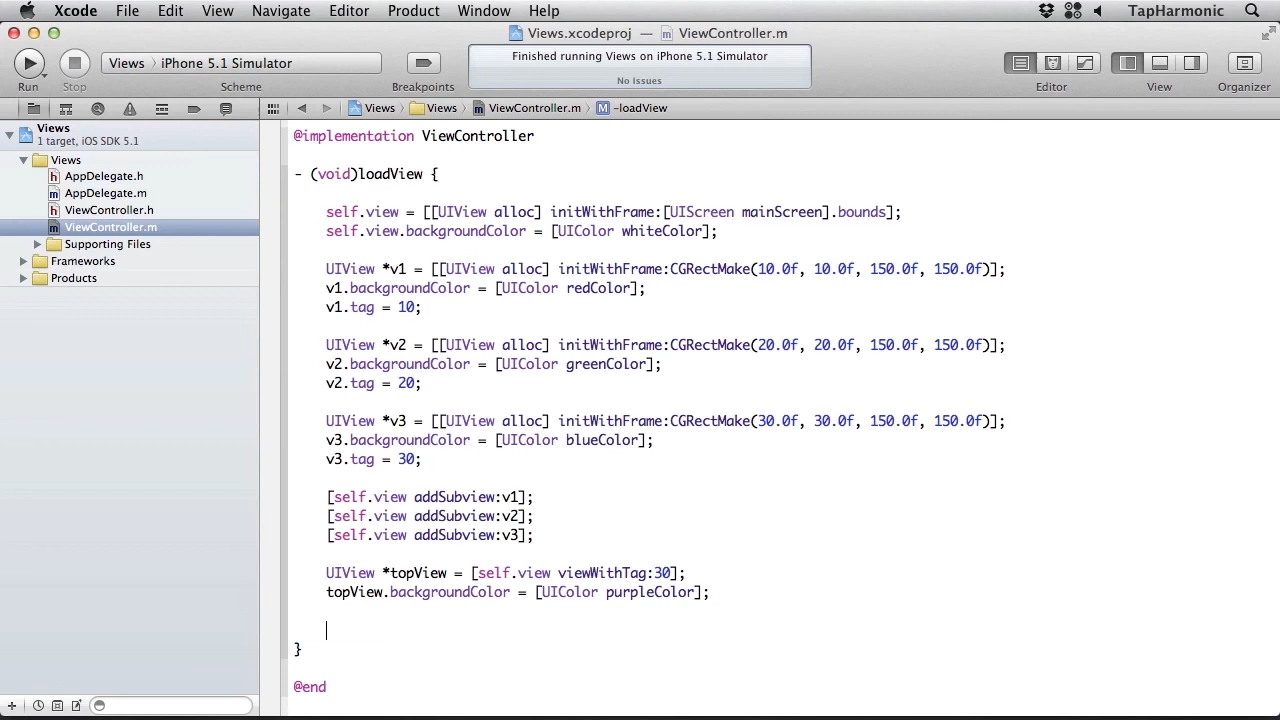 Xcode File Edit View Navigate Editor Product Window Help TapHarmonic
Views.xcodeproj — ViewController.m
Views iPhone 5.1 Simulator
Finished running Views on iPhone 5.1 Simulator
No Issues
Run Stop Scheme Breakpoints Editor View Organizer
Views Views ViewController.m M -loadView
Views
1 target, iOS SDK 5.1
Views
h AppDelegate.h
m AppDelegate.m
h ViewController.h
m ViewController.m
Supporting Files
Frameworks
Products
@implementation ViewController
- (void)loadView {
self.view = [[UIView alloc] initWithFrame:[UIScreen mainScreen].bounds];
self.view.backgroundColor = [UIColor whiteColor];
UIView *v1 = [[UIView alloc] initWithFrame:CGRectMake(10.0f, 10.0f, 150.0f, 150.0f)];
v1.backgroundColor = [UIColor redColor];
v1.tag = 10;
UIView *v2 = [[UIView alloc] initWithFrame:CGRectMake(20.0f, 20.0f, 150.0f, 150.0f)];
v2.backgroundColor = [UIColor greenColor];
v2.tag = 20;
UIView *v3 = [[UIView alloc] initWithFrame:CGRectMake(30.0f, 30.0f, 150.0f, 150.0f)];
v3.backgroundColor = [UIColor blueColor];
v3.tag = 30;
[self.view addSubview:v1];
[self.view addSubview:v2];
[self.view addSubview:v3];
UIView *topView = [self.view viewWithTag:30];
topView.backgroundColor = [UIColor purpleColor];
}
@end